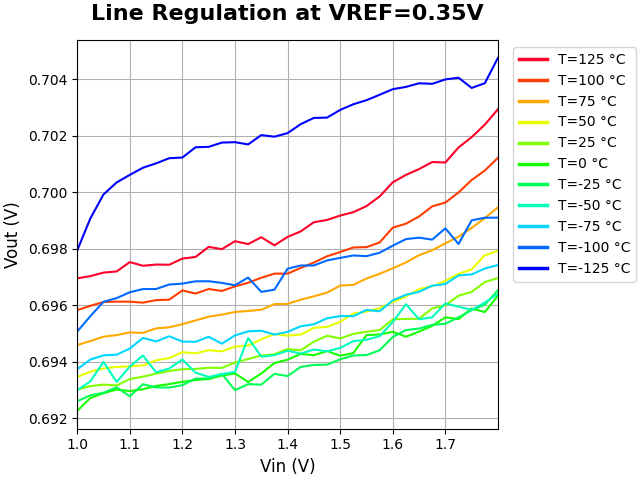 Line Regulation at VREF=0.35V
Vout (V)
0.704
0.702
0.700
0.698
0.696
0.694
0.692
1.0
1.1
1.2
1.3
1.4
1.5
1.6
1.7
Vin (V)
T=125 °C
T=100 °C
T=75 °C
T=50 °C
T=25 °C
T=0 °C
T=-25 °C
T=-50 °C
T=-75 °C
T=-100 °C
T=-125 °C